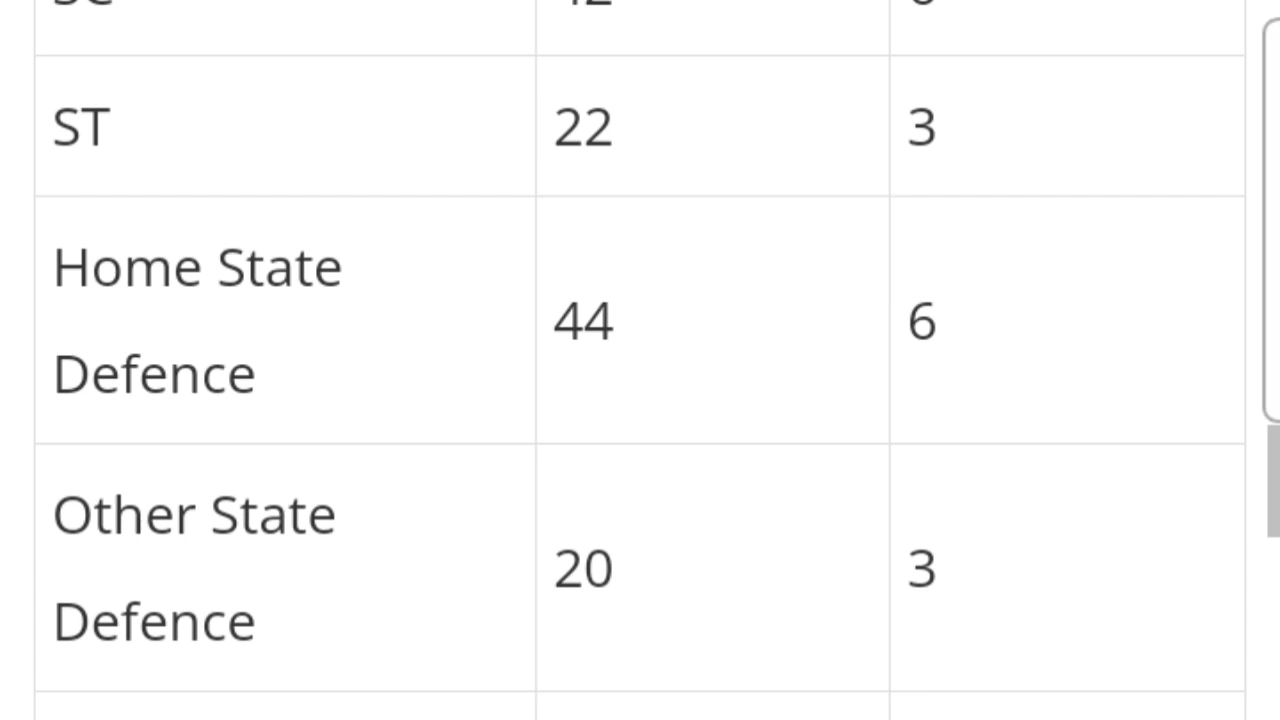 ST 22 3
Home State
44 6
Defence
Other State
20 3
Defence